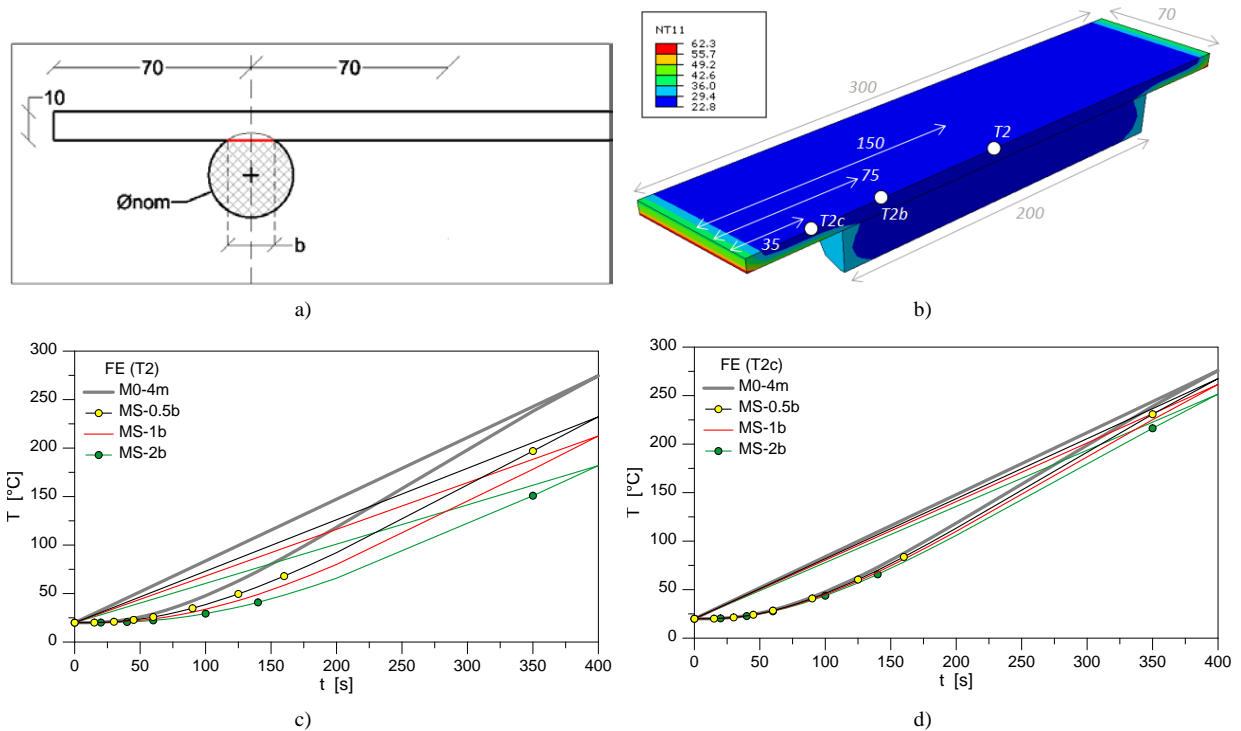 70
70
10
Ønom
b
a)
NT11
62.3
55.7
49.2
42.6
36.0
29.4
22.8
70
300
150
75
35
200
T2
T2b
T2c
b)
FE (T2)
M0-4m
MS-0.5b
MS-1b
MS-2b
300
250
200
150
100
50
0
T [°C]
0
50
100
150
200
250
300
350
400
t [s]
c)
FE (T2c)
M0-4m
MS-0.5b
MS-1b
MS-2b
300
250
200
150
100
50
0
T [°C]
0
50
100
150
200
250
300
350
400
t [s]
d)